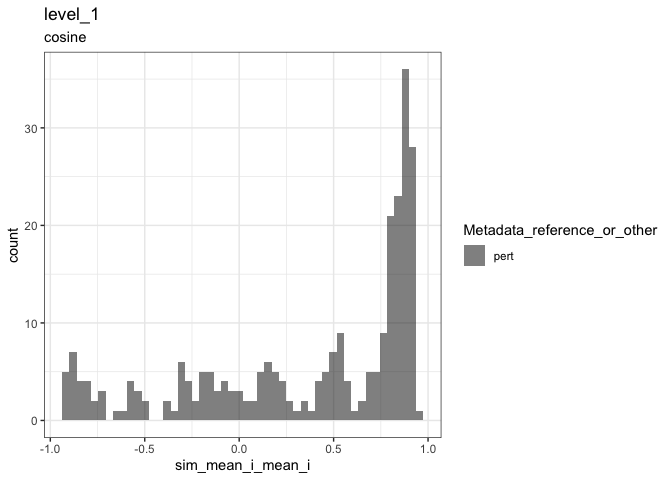 level_1
cosine
30
20
10
0
count
-1.0 -0.5 0.0 0.5 1.0
sim_mean_i_mean_i
Metadata_reference_or_other
pert